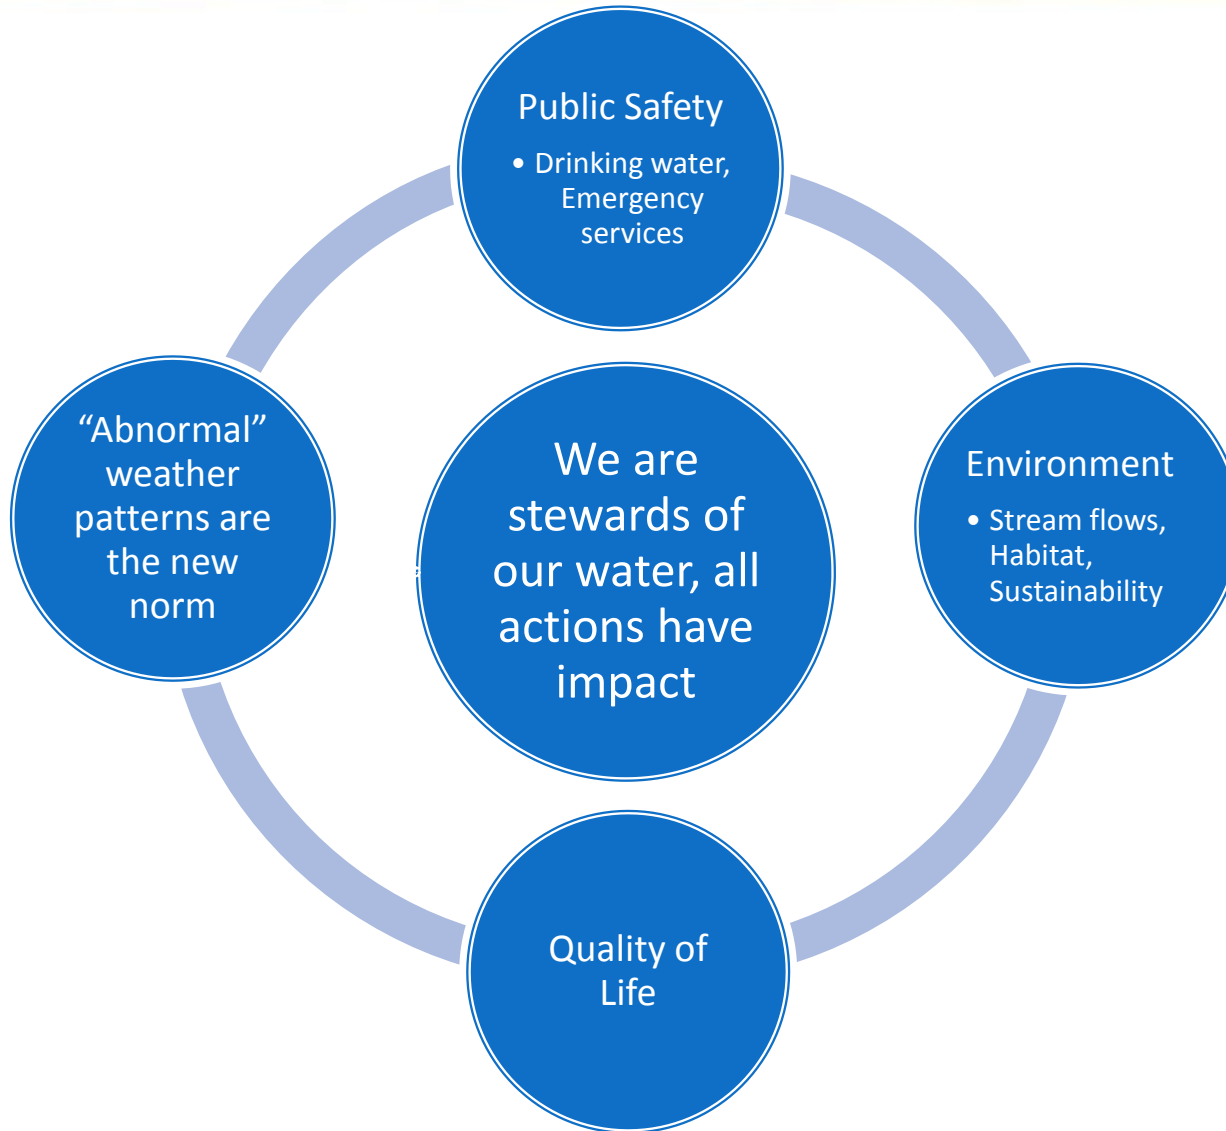 Public Safety
• Drinking water,
Emergency
services
“Abnormal”
weather
patterns are
the new
norm
We are
stewards of
our water, all
actions have
impact
Environment
• Stream flows,
Habitat,
Sustainability
Quality of
Life